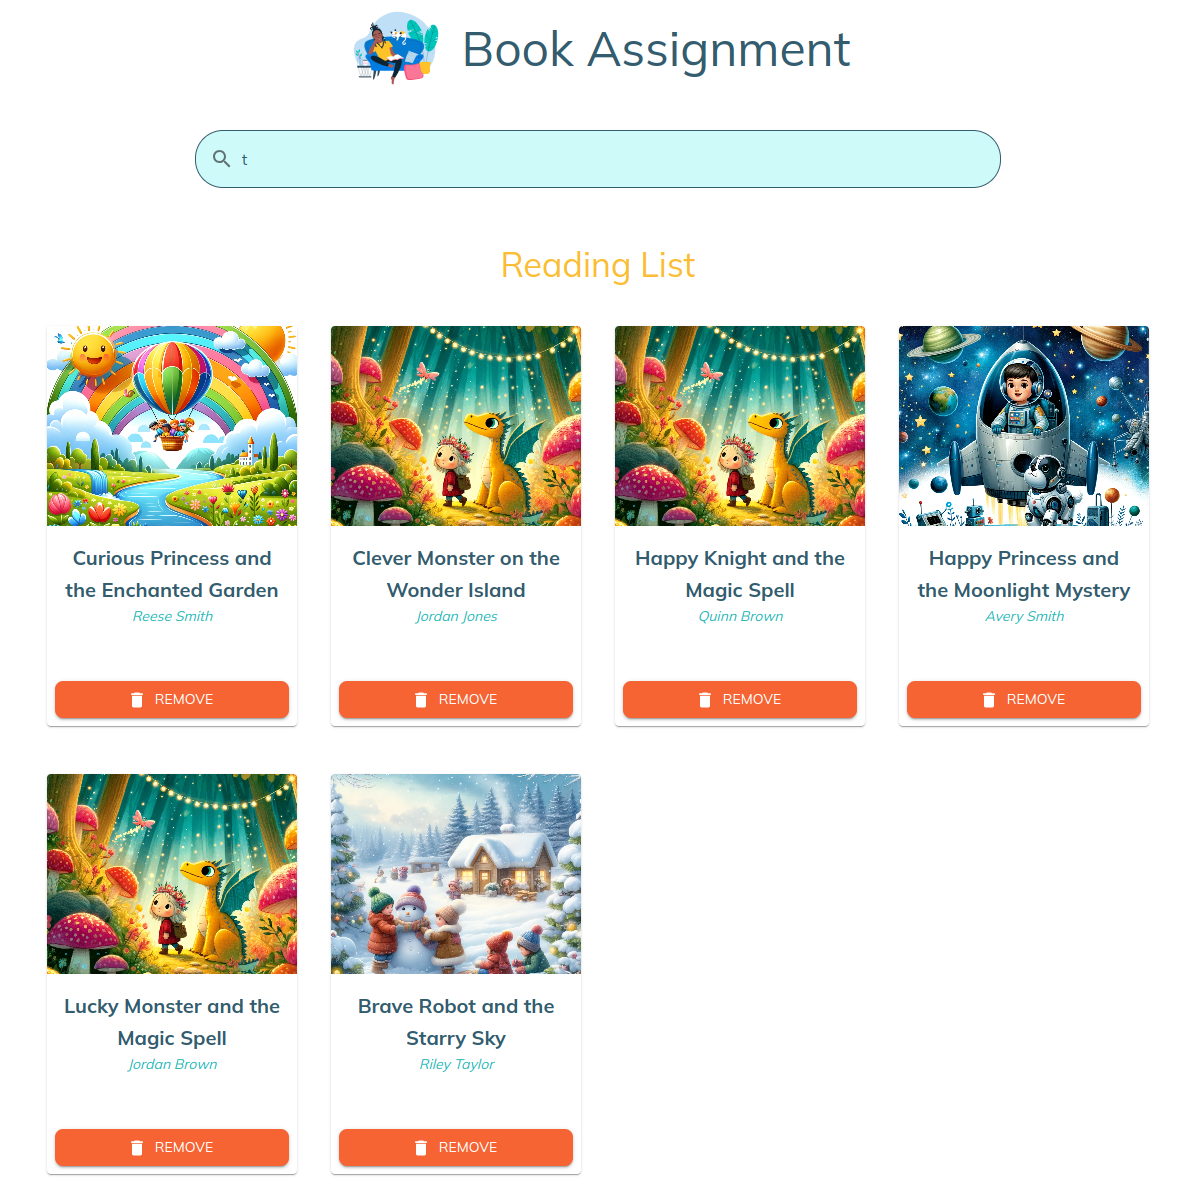 Book Assignment
t
Reading List
Curious Princess and
the Enchanted Garden
Reese Smith
REMOVE
Clever Monster on the
Wonder Island
Jordan Jones
REMOVE
Happy Knight and the
Magic Spell
Quinn Brown
REMOVE
Happy Princess and
the Moonlight Mystery
Avery Smith
REMOVE
Lucky Monster and the
Magic Spell
Jordan Brown
REMOVE
Brave Robot and the
Starry Sky
Riley Taylor
REMOVE